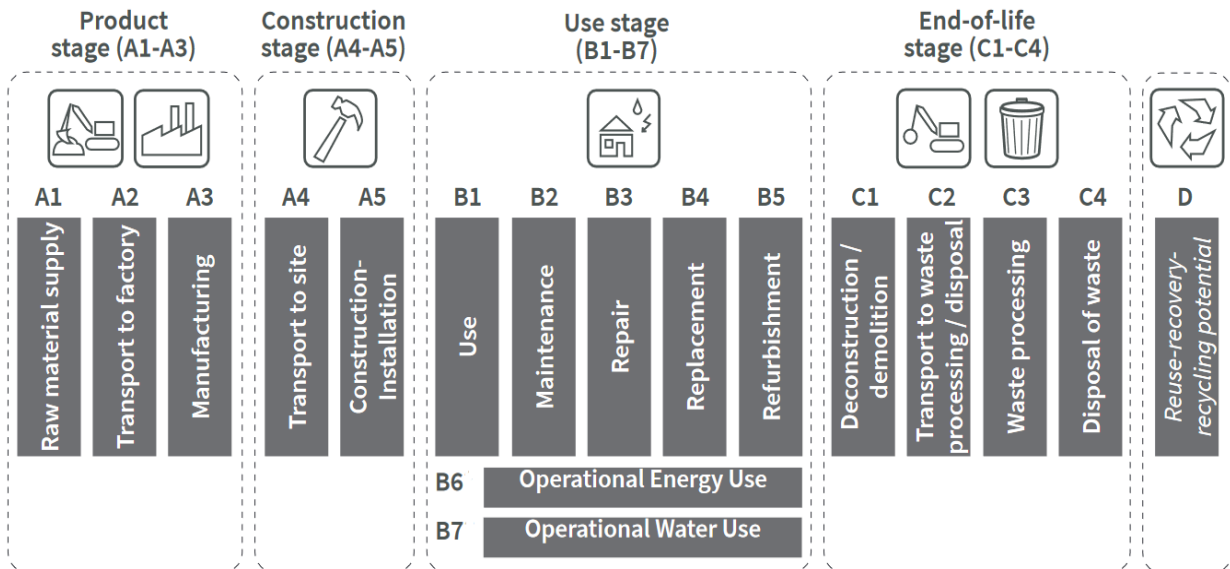 Product
stage (A1-A3)
Construction
stage (A4-A5)
Use stage
(B1-B7)
End-of-life
stage (C1-C4)
A1
A2
A3
A4
A5
B1
B2
B3
B4
B5
C1
C2
C3
C4
D
Raw material supply
Transport to factory
Manufacturing
Transport to site
Construction-
Installation
Use
Maintenance
Repair
Replacement
Refurbishment
Deconstruction /
demolition
Transport to waste
processing / disposal
Waste processing
Disposal of waste
Reuse-recovery-
recycling potential
B6
Operational Energy Use
B7
Operational Water Use